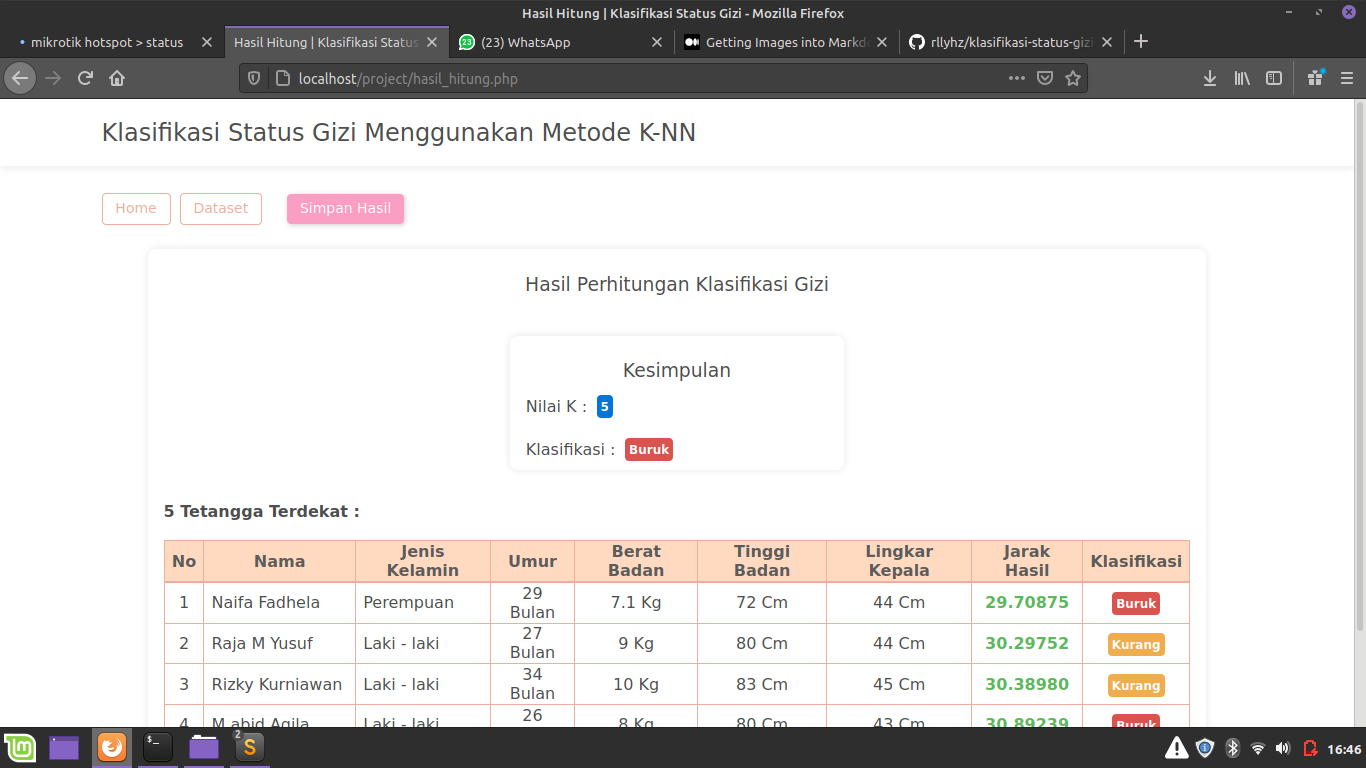 Hasil Hitung | Klasifikasi Status Gizi - Mozilla Firefox
mikrotik hotspot > status
Hasil Hitung | Klasifikasi Status
23 (23) WhatsApp
Getting Images into Markdo
rllyhz/klasifikasi-status-gizi
localhost/project/hasil_hitung.php
Klasifikasi Status Gizi Menggunakan Metode K-NN
Home Dataset Simpan Hasil
Hasil Perhitungan Klasifikasi Gizi
Kesimpulan
Nilai K : 5
Klasifikasi : Buruk
5 Tetangga Terdekat :
No Nama Jenis Kelamin Umur Berat Badan Tinggi Badan Lingkar Kepala Jarak Hasil Klasifikasi
1 Naifa Fadhela Perempuan 29 Bulan 7.1 Kg 72 Cm 44 Cm 29.70875 Buruk
2 Raja M Yusuf Laki - laki 27 Bulan 9 Kg 80 Cm 44 Cm 30.29752 Kurang
3 Rizky Kurniawan Laki - laki 34 Bulan 10 Kg 83 Cm 45 Cm 30.38980 Kurang
4 M abid Aqila Laki - laki 26 8 Kg 80 Cm 43 Cm 30.89239 Buruk
2 S
16:46